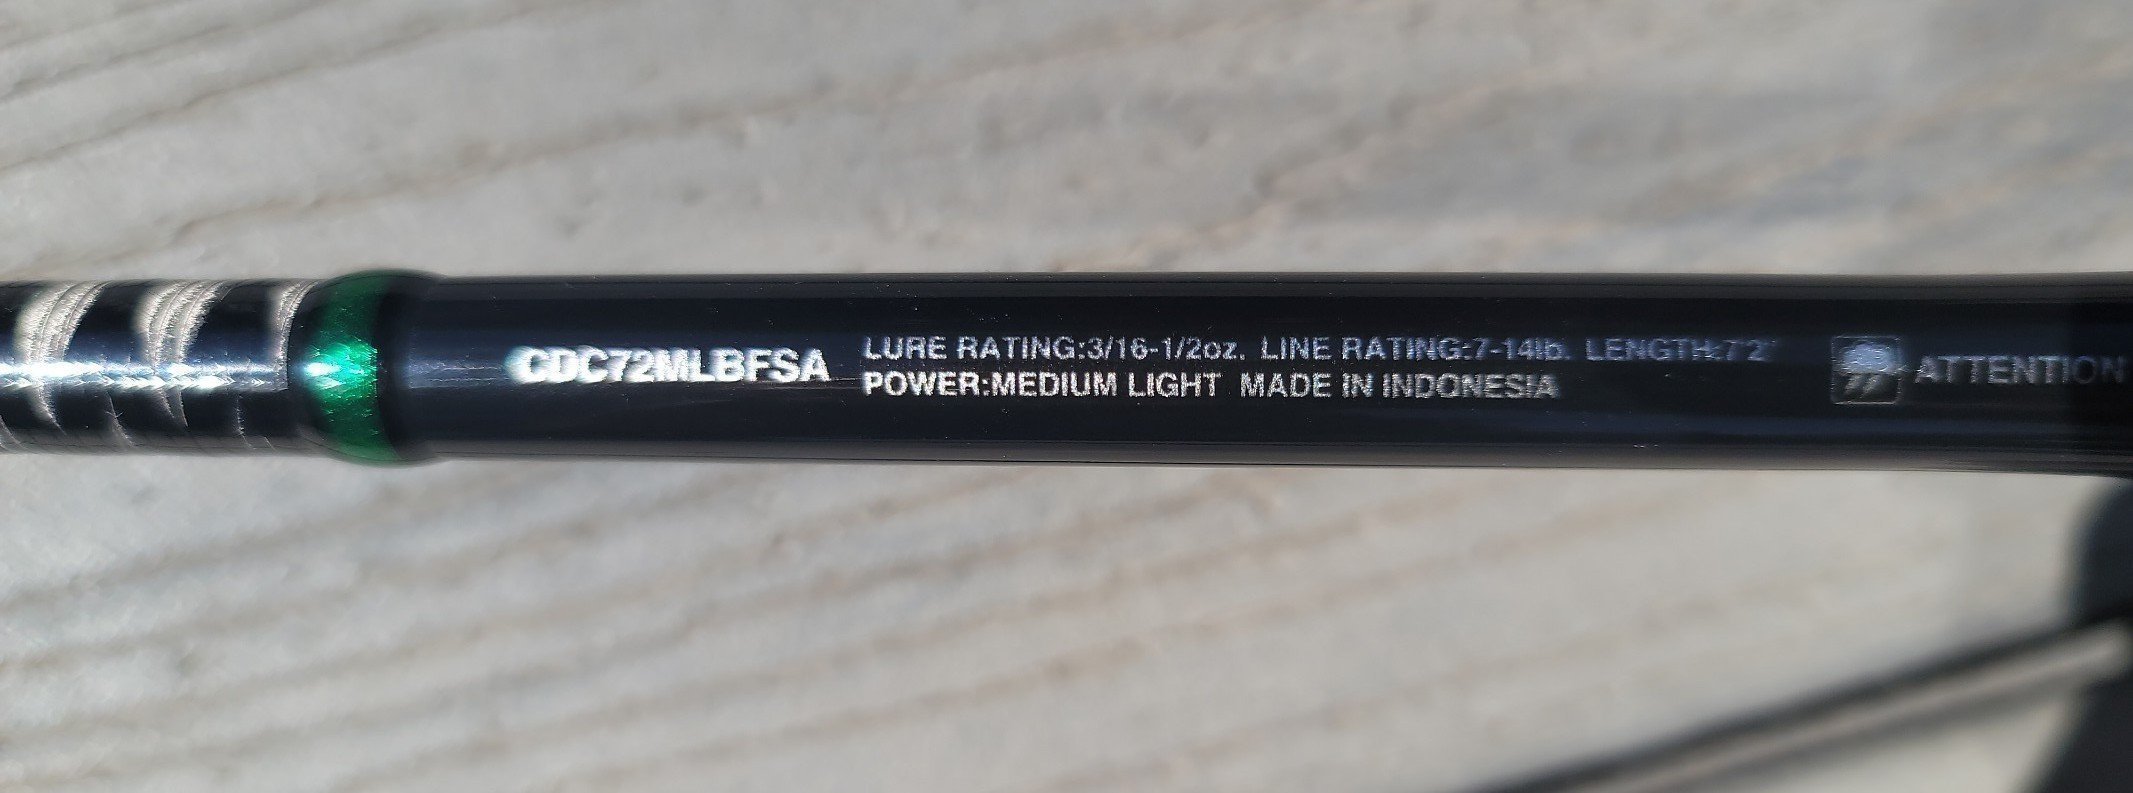 CDC72MLBFSA
LURE RATING:3/16-1/2oz. LINE RATING:7-14lb. LENGTH:7'2"
POWER:MEDIUM LIGHT MADE IN INDONESIA
ATTENTION